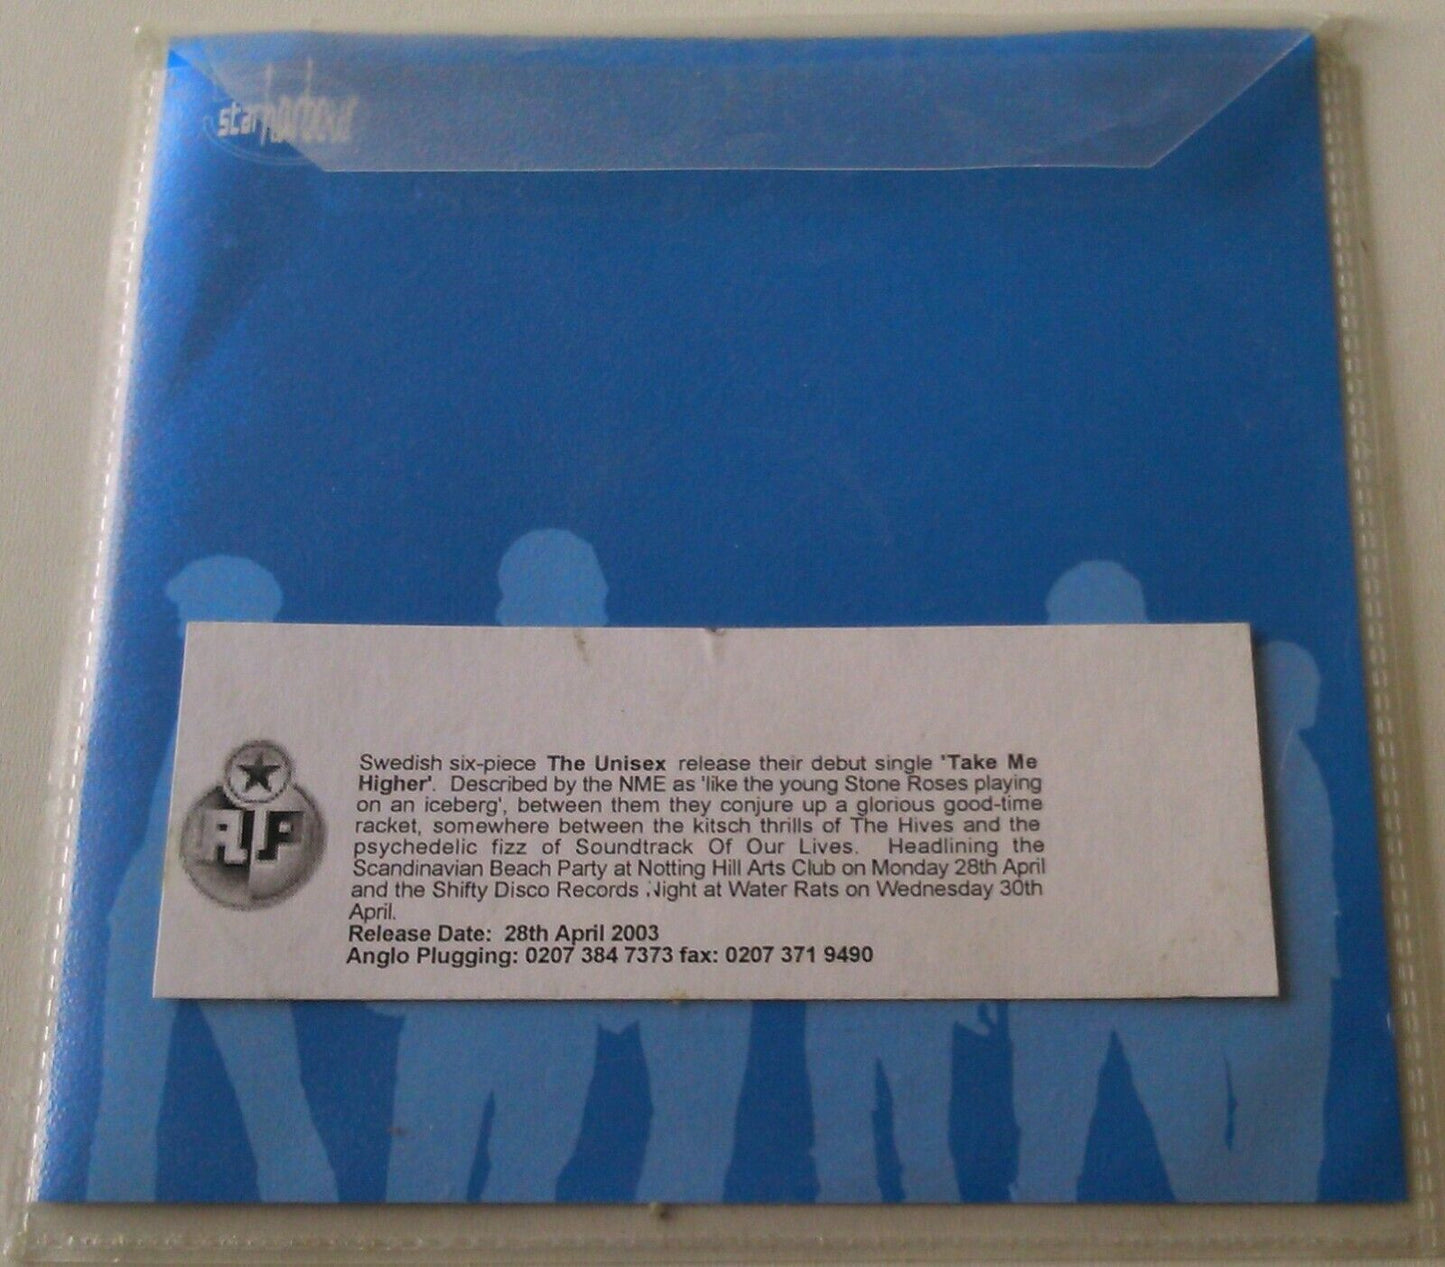 Swedish six-piece The Unisex release their debut single 'Take Me
Higher'. Described by the NME as 'like the young Stone Roses playing
on an iceberg', between them they conjure up a glorious good-time
racket, somewhere between the kitsch thrills of The Hives and the
psychedelic fizz of Soundtrack Of Our Lives. Headlining the
Scandinavian Beach Party at Notting Hill Arts Club on Monday 28th April
and the Shifty Disco Records Night at Water Rats on Wednesday 30th
April.
Release Date: 28th April 2003
Anglo Plugging: 0207 384 7373 fax: 0207 371 9490